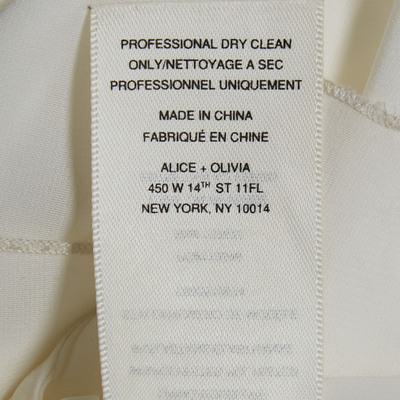 PROFESSIONAL DRY CLEAN
ONLY/NETTOYAGE A SEC
PROFESSIONNEL UNIQUEMENT
MADE IN CHINA
FABRIQUÉ EN CHINE
ALICE + OLIVIA
450 W 14TH ST 11FL
NEW YORK, NY 10014